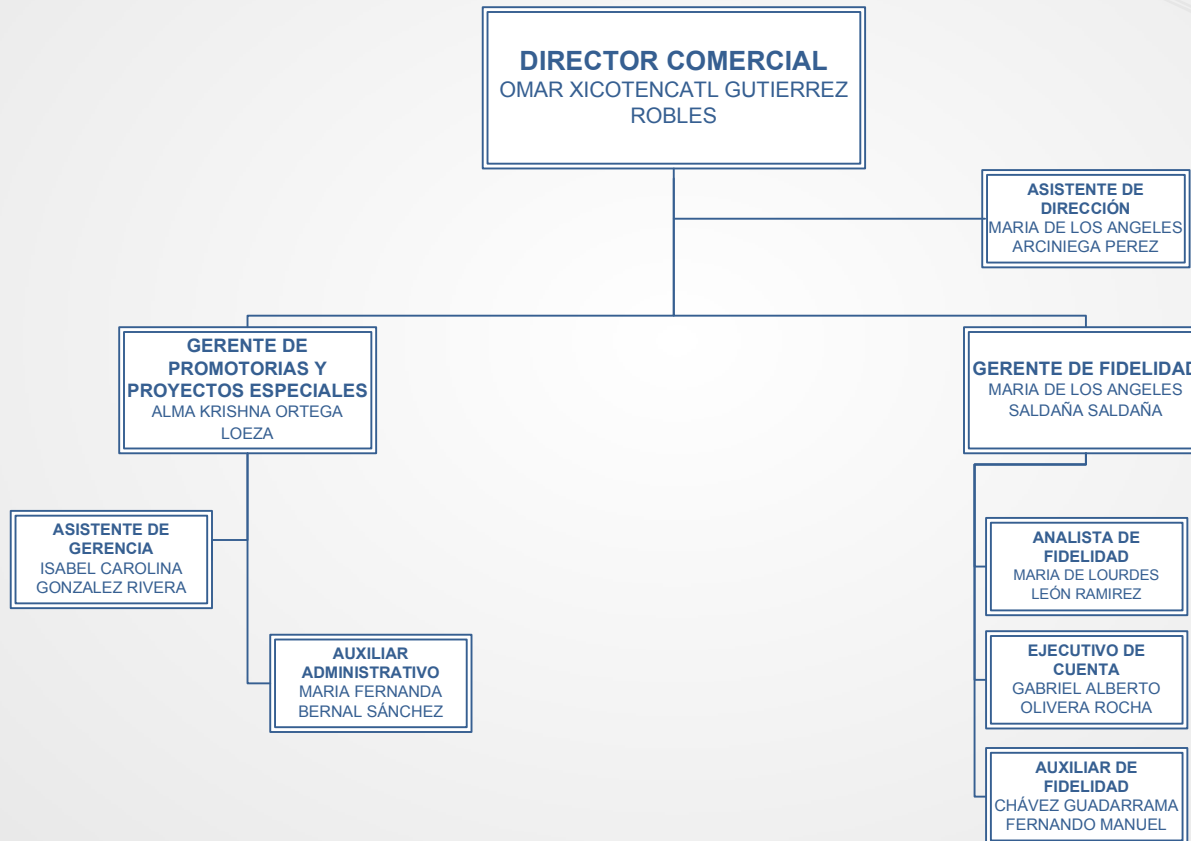 DIRECTOR COMERCIAL
OMAR XICOTENCATL GUTIERREZ
ROBLES
ASISTENTE DE
DIRECCIÓN
MARIA DE LOS ANGELES
ARCINIEGA PEREZ
GERENTE DE
PROMOTORIAS Y
PROYECTOS ESPECIALES
ALMA KRISHNA ORTEGA
LOEZA
GERENTE DE FIDELIDAD
MARIA DE LOS ANGELES
SALDAÑA SALDAÑA
ASISTENTE DE
GERENCIA
ISABEL CAROLINA
GONZALEZ RIVERA
AUXILIAR
ADMINISTRATIVO
MARIA FERNANDA
BERNAL SÁNCHEZ
ANALISTA DE
FIDELIDAD
MARIA DE LOURDES
LEÓN RAMIREZ
EJECUTIVO DE
CUENTA
GABRIEL ALBERTO
OLIVERA ROCHA
AUXILIAR DE
FIDELIDAD
CHÁVEZ GUADARRAMA
FERNANDO MANUEL